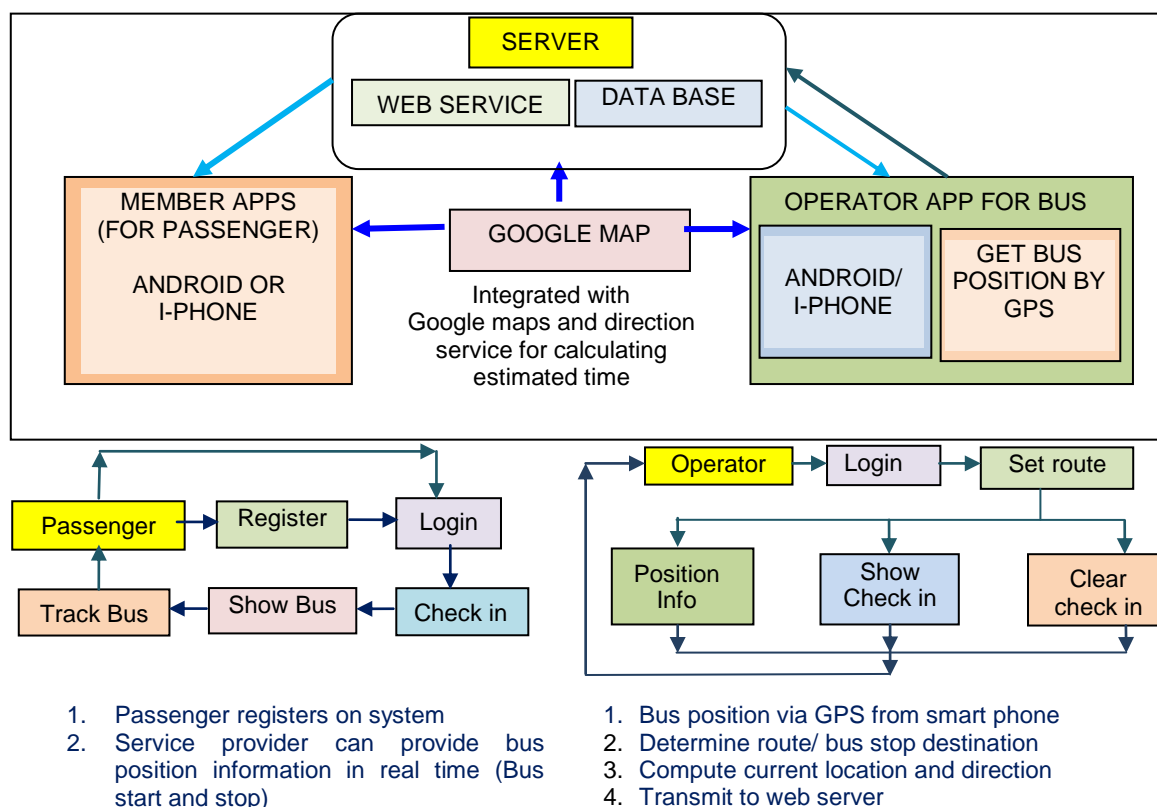 SERVER
WEB SERVICE
DATA BASE
MEMBER APPS
(FOR PASSENGER)
ANDROID OR
I-PHONE
GOOGLE MAP
Integrated with
Google maps and direction
service for calculating
estimated time
OPERATOR APP FOR BUS
ANDROID/
I-PHONE
GET BUS
POSITION BY
GPS
Passenger
Register
Login
Track Bus
Show Bus
Check in
Operator
Login
Set route
Position
Info
Show
Check in
Clear
check in
1. Passenger registers on system
2. Service provider can provide bus
position information in real time (Bus
start and stop)
1. Bus position via GPS from smart phone
2. Determine route/ bus stop destination
3. Compute current location and direction
4. Transmit to web server